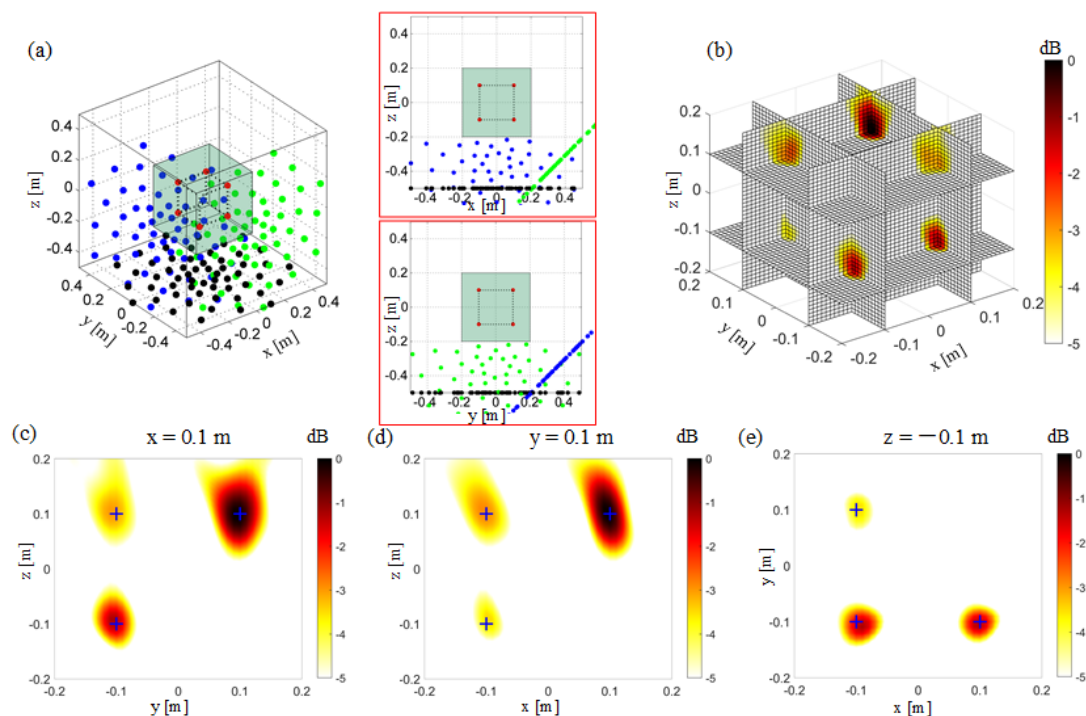 (a)
z [m]
0.4
0.2
0
-0.2
-0.4
0.4
0.2
0
-0.2
-0.4
y [m]
-0.4
-0.2
0
0.2
0.4
x [m]
z [m]
0.4
0.2
0
-0.2
-0.4
-0.4 -0.2 0 0.2 0.4
x [m]
z [m]
0.4
0.2
0
-0.2
-0.4
-0.4 -0.2 0 0.2 0.4
y [m]
(b)
dB
z [m]
0.2
0.1
0
-0.1
-0.2
0.2
0.1
0
-0.1
-0.2
y [m]
-0.2
-0.1
0
0.1
0.2
x [m]
0
-1
-2
-3
-4
-5
(c)
x = 0.1 m
dB
z [m]
0.2
0.1
0
-0.1
-0.2
-0.2 -0.1 0 0.1 0.2
y [m]
0
-1
-2
-3
-4
-5
(d)
y = 0.1 m
dB
z [m]
0.2
0.1
0
-0.1
-0.2
-0.2 -0.1 0 0.1 0.2
x [m]
0
-1
-2
-3
-4
-5
(e)
z = −0.1 m
dB
y [m]
0.2
0.1
0
-0.1
-0.2
-0.2 -0.1 0 0.1 0.2
x [m]
0
-1
-2
-3
-4
-5